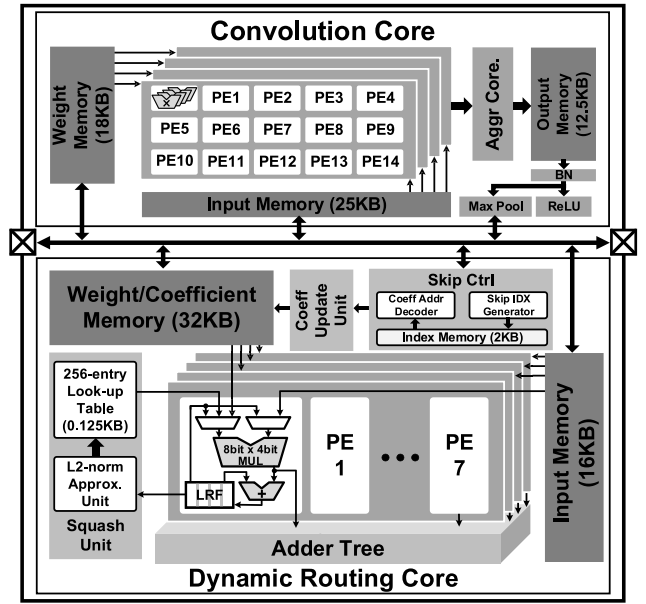 Convolution Core
Weight
Memory
(18KB)
x
PE1
PE2
PE3
PE4
PE5
PE6
PE7
PE8
PE9
PE10
PE11
PE12
PE13
PE14
Aggr Core.
Output
Memory
(12.5KB)
BN
Max Pool
ReLU
Input Memory (25KB)
Weight/Coefficient
Memory (32KB)
Coeff
Update
Unit
Skip Ctrl
Coeff Addr
Decoder
Skip IDX
Generator
Index Memory (2KB)
256-entry
Look-up
Table
(0.125KB)
L2-norm
Approx.
Unit
Squash
Unit
8bit x 4bit
MUL
LRF
+
PE
1
PE
7
Input Memory
(16KB)
Adder Tree
Dynamic Routing Core